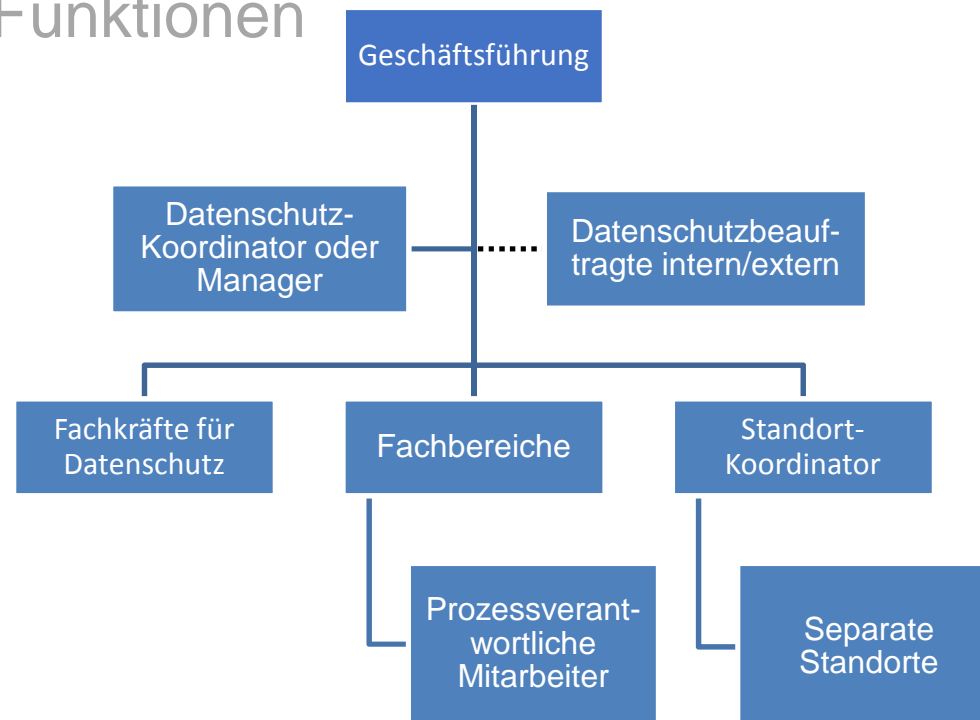 Funktionen
Geschäftsführung
Datenschutz-
Koordinator oder
Manager
Datenschutzbeauf-
tragte intern/extern
Fachkräfte für
Datenschutz
Fachbereiche
Standort-
Koordinator
Prozessverant-
wortliche
Mitarbeiter
Separate
Standorte